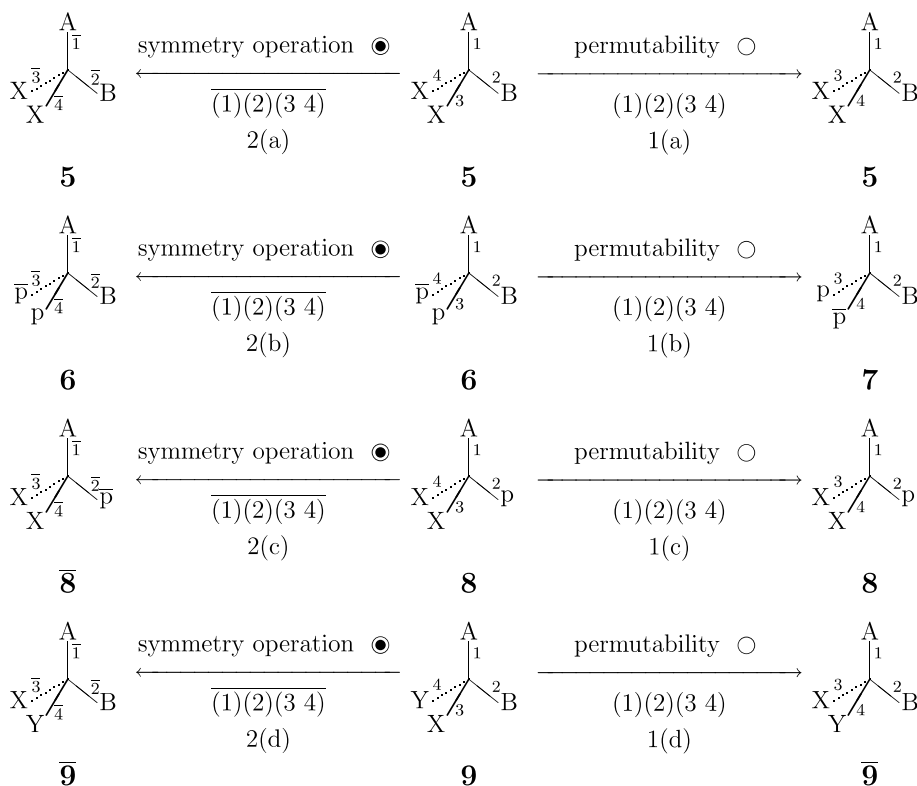 A A A
1̅ symmetry operation ⦿ 1 permutability ○ 1
X 3̅ 2̅ B X 4 2 B X 3 2 B
X 4̅ (̅1̅)̅(̅2̅)̅(̅3̅ ̅4̅)̅ X 3 (1)(2)(3 4) X 4
2(a) 1(a)
5 5 5
A A A
1̅ symmetry operation ⦿ 1 permutability ○ 1
p̅ 3̅ 2̅ B p̅ 4 2 B p 3 2 B
p 4̅ (̅1̅)̅(̅2̅)̅(̅3̅ ̅4̅)̅ p 3 (1)(2)(3 4) p̅ 4
2(b) 1(b)
6 6 7
A A A
1̅ symmetry operation ⦿ 1 permutability ○ 1
X 3̅ 2̅ p̅ X 4 2 p X 3 2 p
X 4̅ (̅1̅)̅(̅2̅)̅(̅3̅ ̅4̅)̅ X 3 (1)(2)(3 4) X 4
2(c) 1(c)
8̅ 8 8
A A A
1̅ symmetry operation ⦿ 1 permutability ○ 1
X 3̅ 2̅ B Y 4 2 B X 3 2 B
Y 4̅ (̅1̅)̅(̅2̅)̅(̅3̅ ̅4̅)̅ X 3 (1)(2)(3 4) Y 4
2(d) 1(d)
9̅ 9 9̅